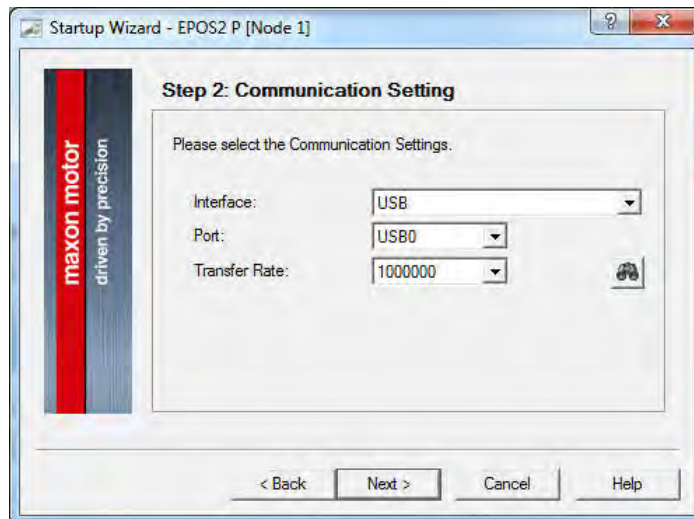 Startup Wizard - EPOS2 P [Node 1]
?
X
maxon motor
driven by precision
Step 2: Communication Setting
Please select the Communication Settings.
Interface: USB
Port: USB0
Transfer Rate: 1000000
< Back Next > Cancel Help